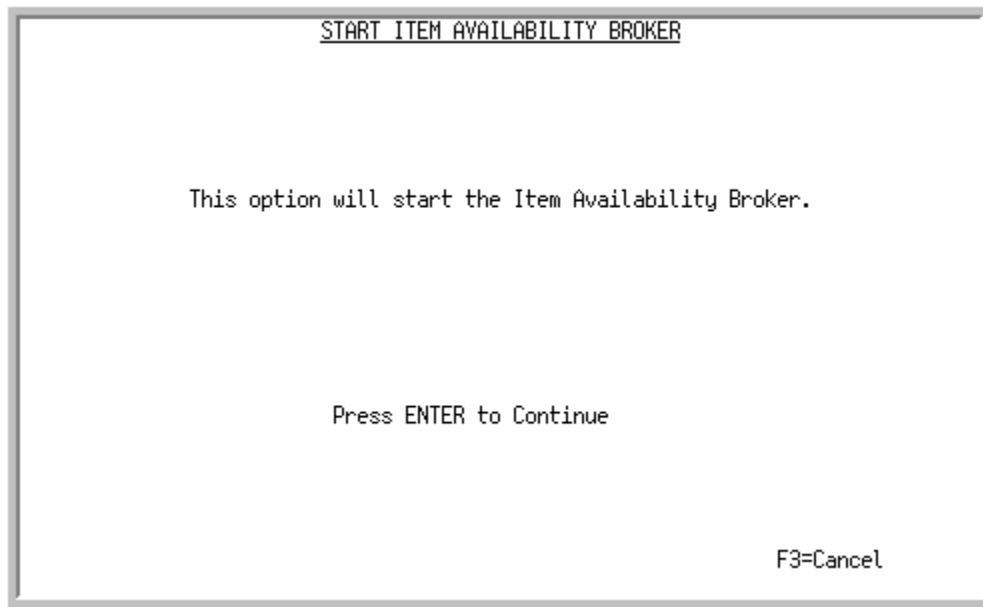 START ITEM AVAILABILITY BROKER
This option will start the Item Availability Broker.
Press ENTER to Continue
F3=Cancel